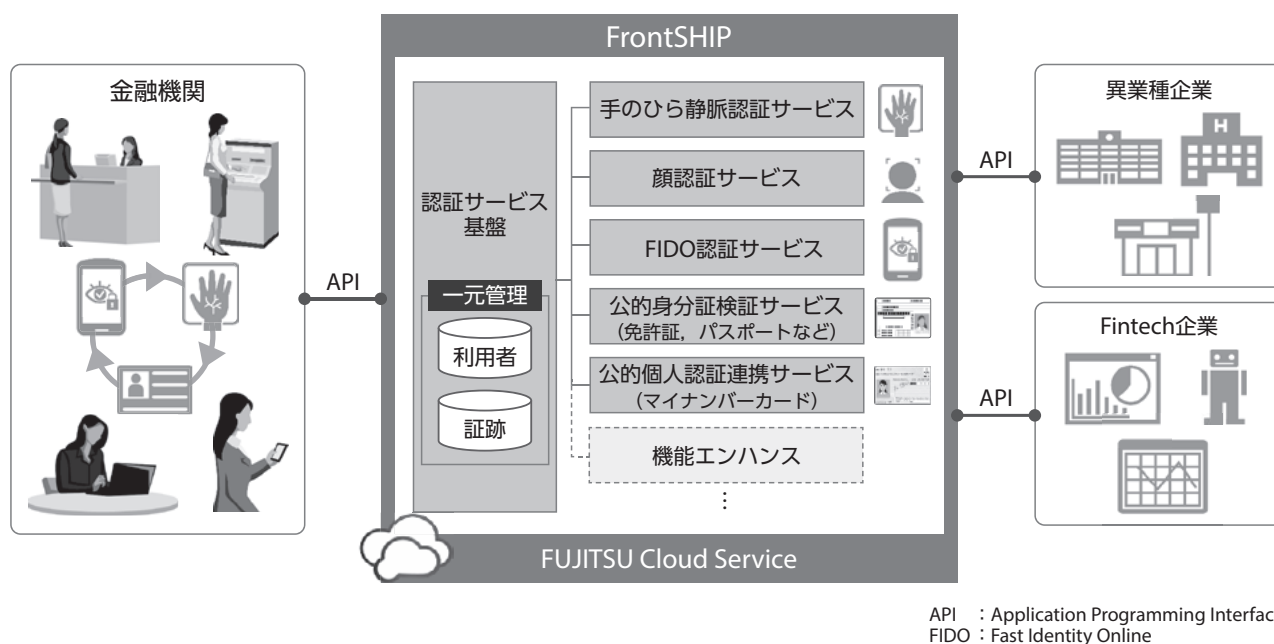 FrontSHIP
金融機関
API
認証サービス
基盤
一元管理
利用者
証跡
手のひら静脈認証サービス
顔認証サービス
FIDO認証サービス
公的身分証検証サービス
（免許証，パスポートなど）
公的個人認証連携サービス
（マイナンバーカード）
機能エンハンス
⋮
FUJITSU Cloud Service
API
異業種企業
H
API
Fintech企業
API ：Application Programming Interfac
FIDO：Fast Identity Online